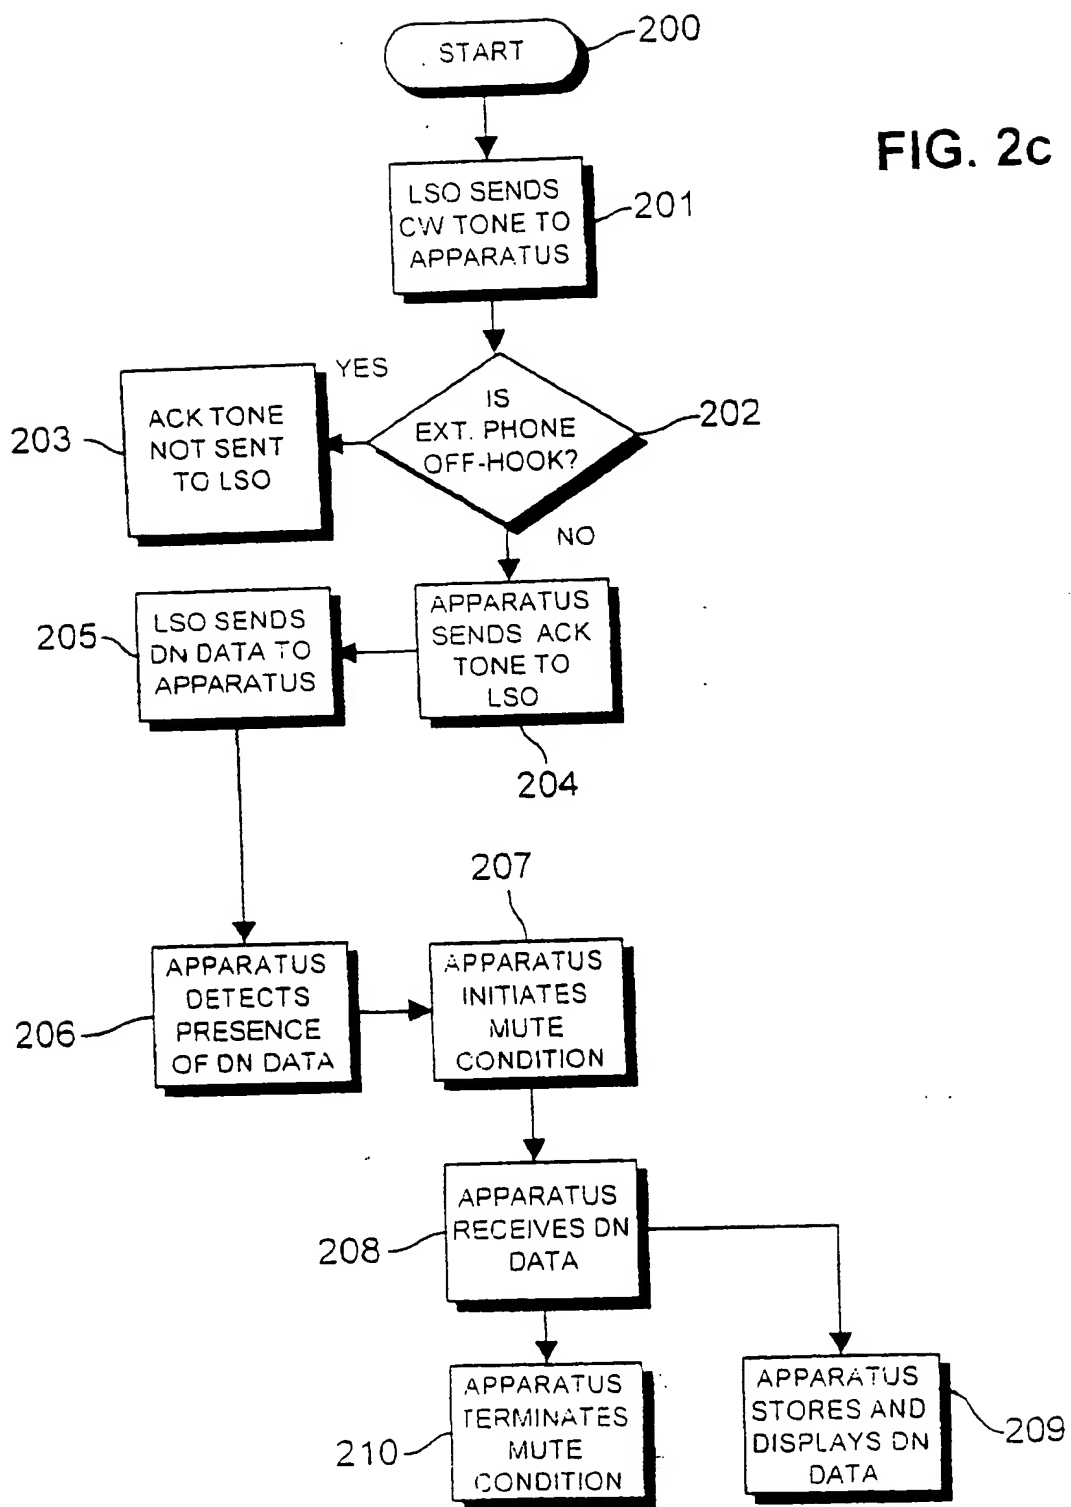 START
200
FIG. 2c
LSO SENDS
CW TONE TO
APPARATUS
201
YES
IS
EXT. PHONE
OFF-HOOK?
202
ACK TONE
NOT SENT
TO LSO
203
NO
APPARATUS
SENDS ACK
TONE TO
LSO
204
LSO SENDS
DN DATA TO
APPARATUS
205
APPARATUS
DETECTS
PRESENCE
OF DN DATA
206
207
APPARATUS
INITIATES
MUTE
CONDITION
APPARATUS
RECEIVES DN
DATA
208
APPARATUS
TERMINATES
MUTE
CONDITION
210
APPARATUS
STORES AND
DISPLAYS DN
DATA
209